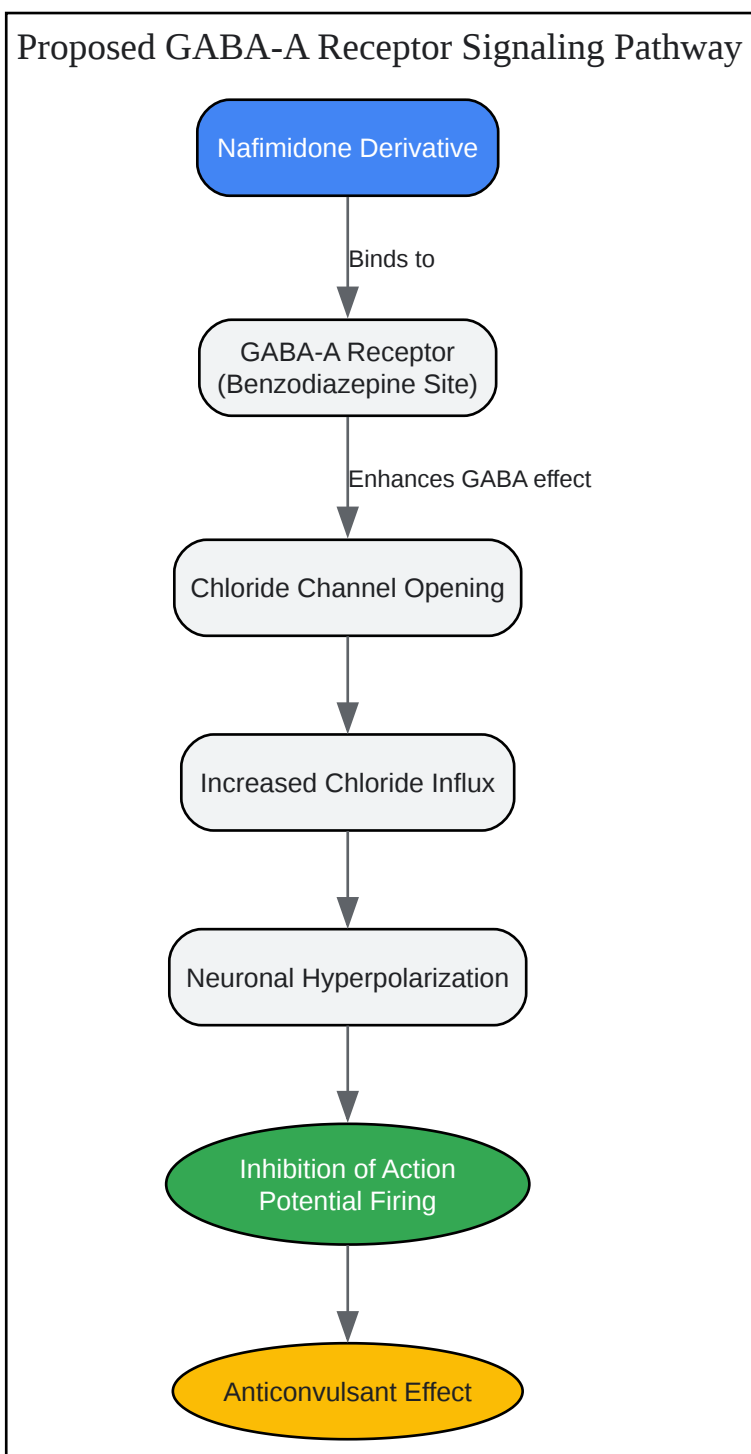 Proposed GABA-A Receptor Signaling Pathway
Nafimidone Derivative
Binds to
GABA-A Receptor
(Benzodiazepine Site)
Enhances GABA effect
Chloride Channel Opening
Increased Chloride Influx
Neuronal Hyperpolarization
Inhibition of Action
Potential Firing
Anticonvulsant Effect